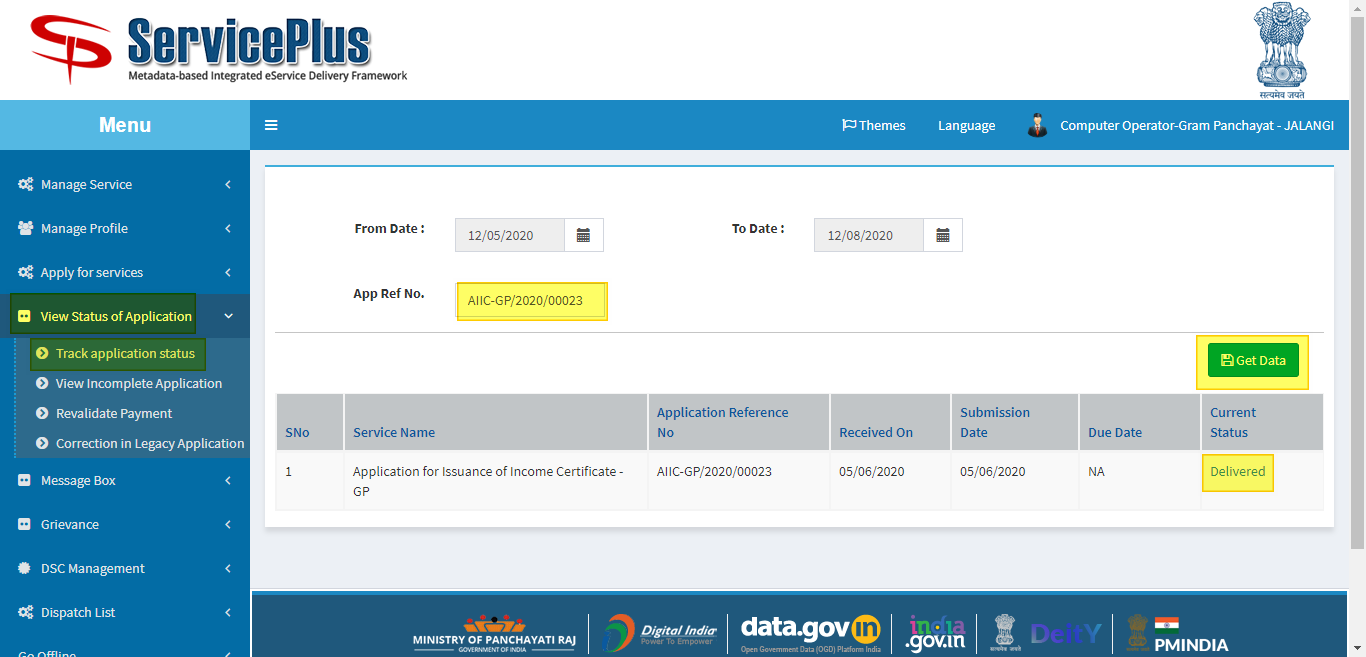 ServicePlus
Metadata-based Integrated eService Delivery Framework
सत्यमेव जयते
Menu
Themes
Language
Computer Operator-Gram Panchayat - JALANGI
Manage Service
Manage Profile
Apply for services
View Status of Application
Track application status
View Incomplete Application
Revalidate Payment
Correction in Legacy Application
Message Box
Grievance
DSC Management
Dispatch List
Go Offline
From Date :
12/05/2020
To Date :
12/08/2020
App Ref No.
AIIC-GP/2020/00023
Get Data
SNo
Service Name
Application Reference
No
Received On
Submission
Date
Due Date
Current
Status
1
Application for Issuance of Income Certificate -
GP
AIIC-GP/2020/00023
05/06/2020
05/06/2020
NA
Delivered
MINISTRY OF PANCHAYATI RAJ
GOVERNMENT OF INDIA
Digital India
Power To Empower
data.gov in
Open Government Data (OGD) Platform India
india
.gov.in
सत्यमेव जयते
DeitY
PMINDIA